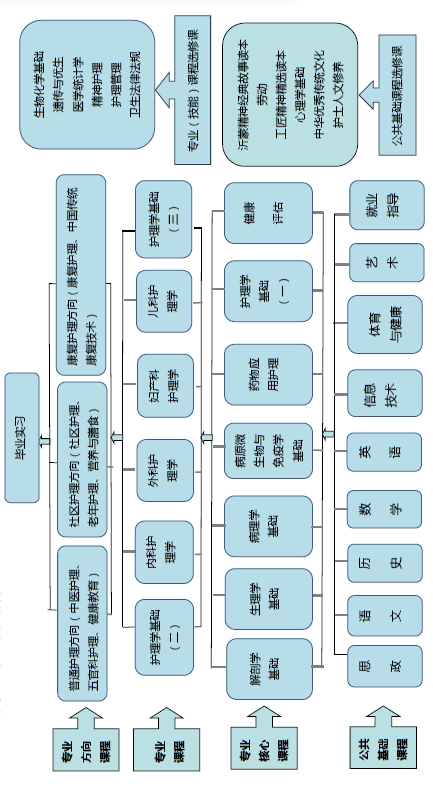 毕业实习
专业
方向
课程
普通护理方向（中医护理、
五官科护理、健康教育）
社区护理方向（社区护理、
老年护理、营养与膳食）
康复护理方向（康复护理、中国传统
康复技术）
生物化学基础
遗传与优生
医学统计学
精神护理
护理管理
卫生法律法规
专业（技能）课程选修课
专业
课程
护理学基础
（二）
内科护
理学
外科护
理学
妇产科
护理学
儿科护
理学
护理学基础
（三）
专业
核心
课程
解剖学
基础
生理学
基础
病理学
基础
病原微
生物与
免疫学
基础
药物应
用护理
护理学
基础
（一）
健康
评估
沂蒙精神经典故事读本
劳动
工匠精神精选读本
心理学基础
中华优秀传统文化
护士人文修养
公共基础课程选修课
公共
基础
课程
思
政
语
文
历
史
数
学
英
语
信息
技术
体育
与健康
艺
术
就业
指导